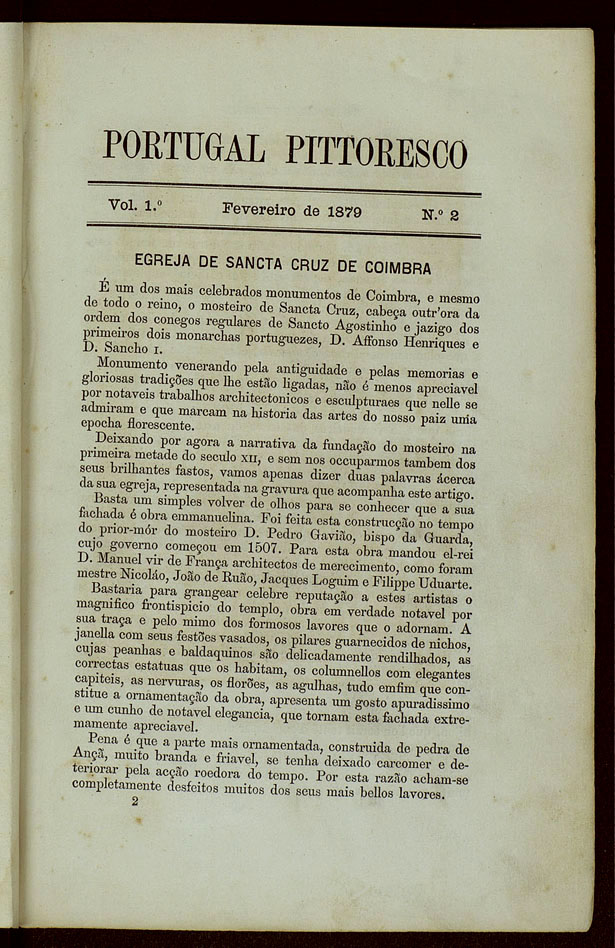 PORTUGAL PITTORESCO
Vol. 1.º Fevereiro de 1879 N.º 2
EGREJA DE SANCTA CRUZ DE COIMBRA
É um dos mais celebrados monumentos de Coimbra, e mesmo
de todo o reino, o mosteiro de Sancta Cruz, cabeça outr'ora da
ordem dos conegos regulares de Sancto Agostinho e jazigo dos
primeiros dois monarchas portuguezes, D. Affonso Henriques e
D. Sancho I.
Monumento venerando pela antiguidade e pelas memorias e
gloriosas tradições que lhe estão ligadas, não é menos apreciavel
por notaveis trabalhos architectonicos e esculpturaes que nelle se
admiram e que marcam na historia das artes do nosso paiz uma
epocha florescente.
Deixando por agora a narrativa da fundação do mosteiro na
primeira metade do seculo XII, e sem nos occuparmos tambem dos
seus brilhantes fastos, vamos apenas dizer duas palavras ácerca
da sua egreja, representada na gravura que acompanha este artigo.
Basta um simples volver de olhos para se conhecer que a sua
fachada é obra emmanuelina. Foi feita esta construcção no tempo
do prior-mór do mosteiro D. Pedro Gavião, bispo da Guarda,
cujo governo começou em 1507. Para esta obra mandou el-rei
D. Manuel vir de França architectos de merecimento, como foram
mestre Nicoláo, João de Ruão, Jacques Loguim e Filippe Uduarte.
Bastaria para grangear celebre reputação a estes artistas o
magnifico frontispicio do templo, obra em verdade notavel por
sua traça e pelo mimo dos formosos lavores que o adornam. A
janella com seus festões vasados, os pilares guarnecidos de nichos,
cujas peanhas e baldaquinos são delicadamente rendilhados, as
correctas estatuas que os habitam, os columnellos com elegantes
capiteis, as nervuras, os florões, as agulhas, tudo emfim que con-
stitue a ornamentação da obra, apresenta um gosto apuradissimo
e um cunho de notavel elegancia, que tornam esta fachada extre-
mamente apreciavel.
Pena é que a parte mais ornamentada, construida de pedra de
Ançã, muito branda e friavel, se tenha deixado carcomer e de-
teriorar pela acção roedora do tempo. Por esta razão acham-se
completamente desfeitos muitos dos seus mais bellos lavores.
2